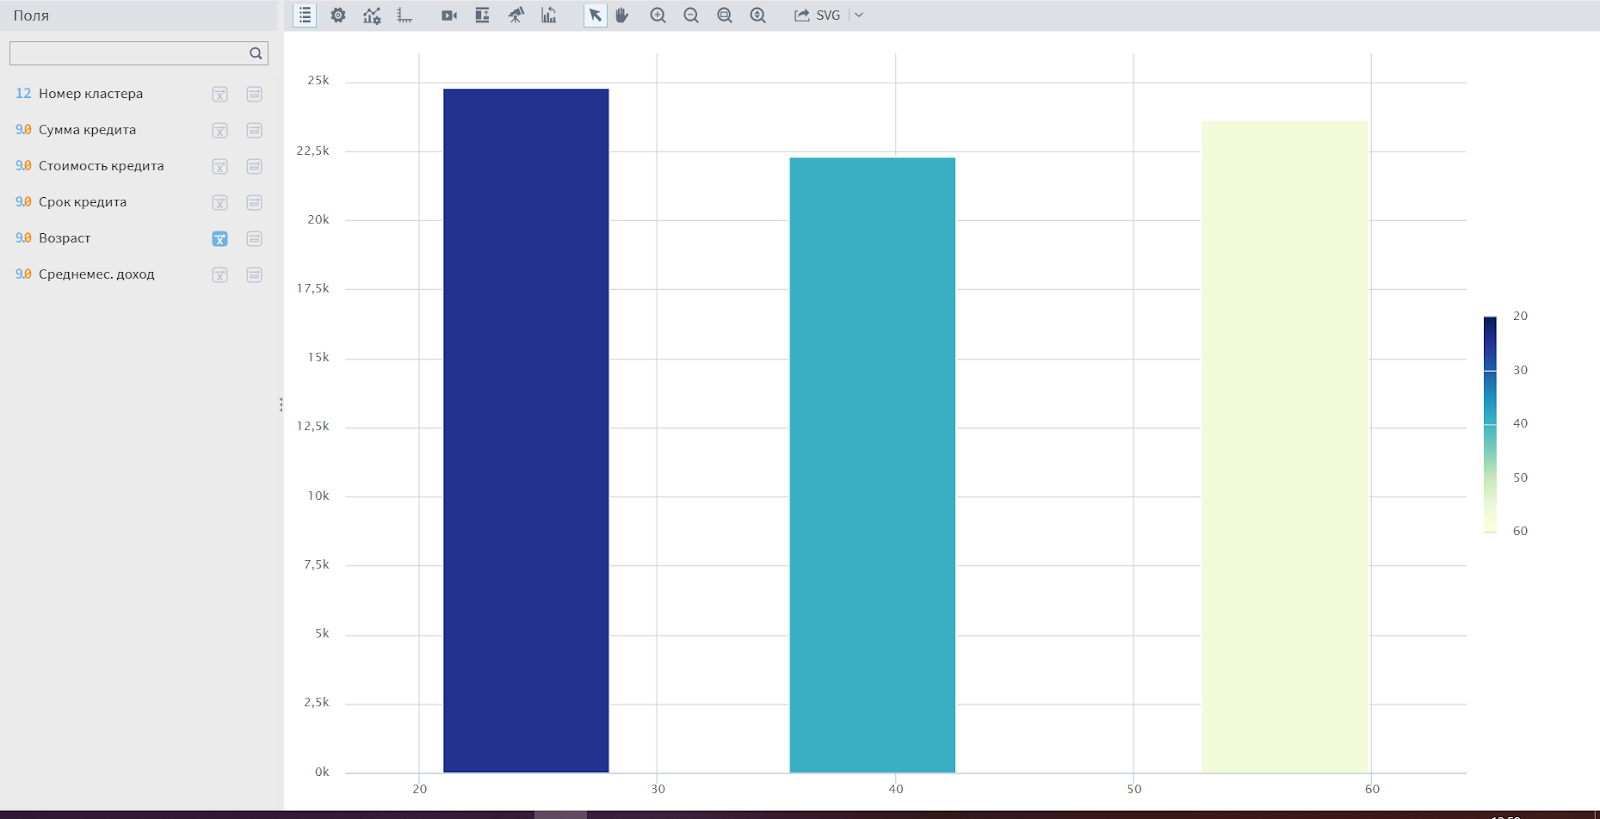 Поля
SVG
12 Номер кластера
9.0 Сумма кредита
9.0 Стоимость кредита
9.0 Срок кредита
9.0 Возраст
9.0 Среднемес. доход
25k
22,5k
20k
17,5k
15k
12,5k
10k
7,5k
5k
2,5k
0k
20
30
40
50
60
20
30
40
50
60